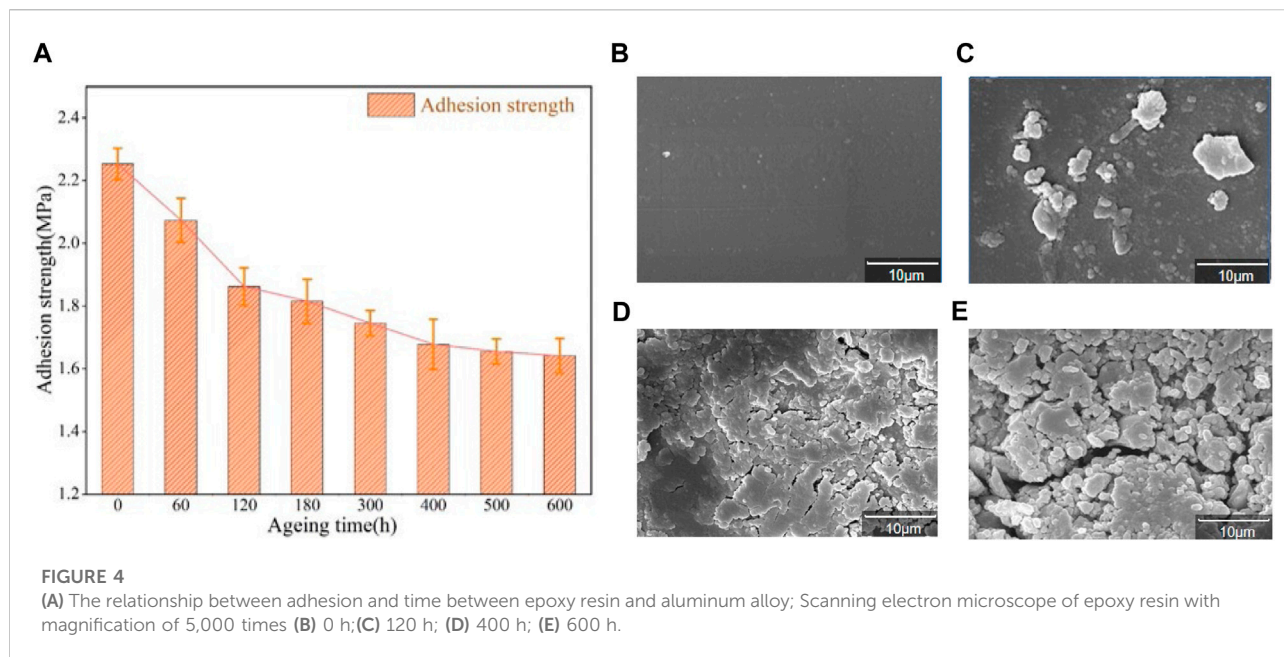 A
B
C
Adhesion strength
2.4
2.2
2.0
1.8
1.6
1.4
1.2
Adhesion strength(MPa)
0 60 120 180 300 400 500 600
Ageing time(h)
10μm
10μm
D
E
10μm
10μm
FIGURE 4
(A) The relationship between adhesion and time between epoxy resin and aluminum alloy; Scanning electron microscope of epoxy resin with
magnification of 5,000 times (B) 0 h;(C) 120 h; (D) 400 h; (E) 600 h.